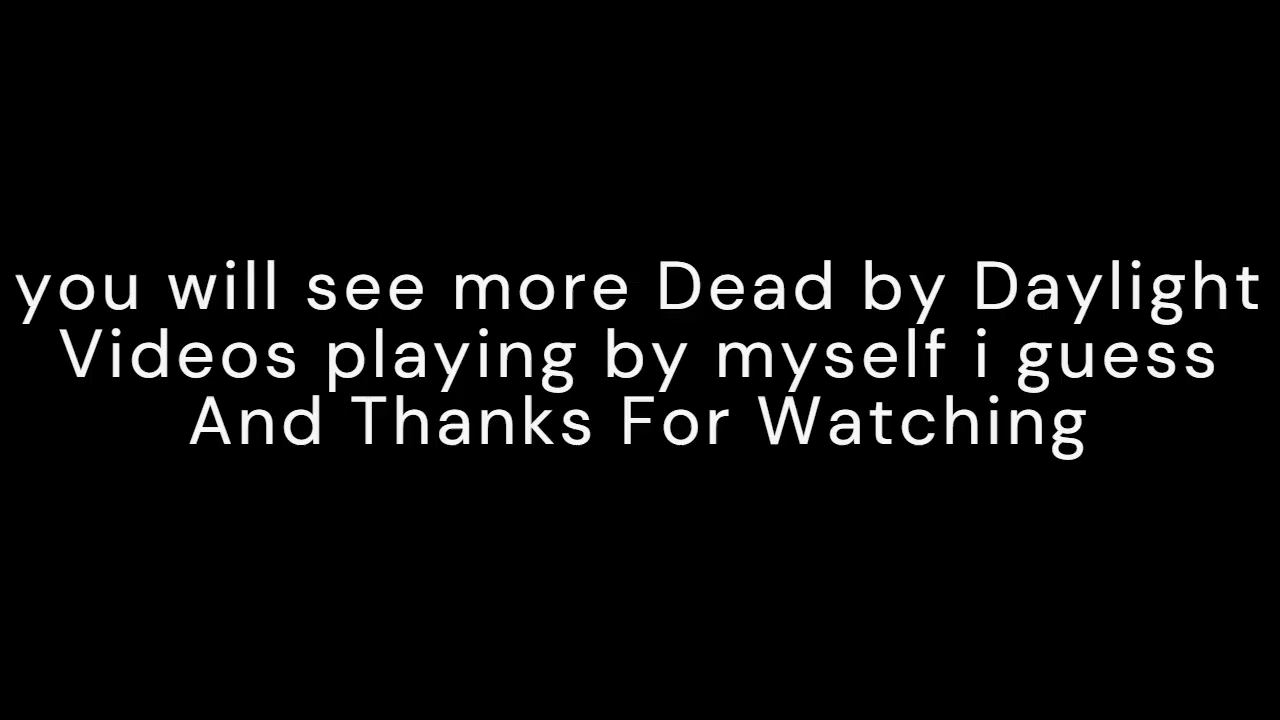 you will see more Dead by Daylight
Videos playing by myself i guess
And Thanks For Watching